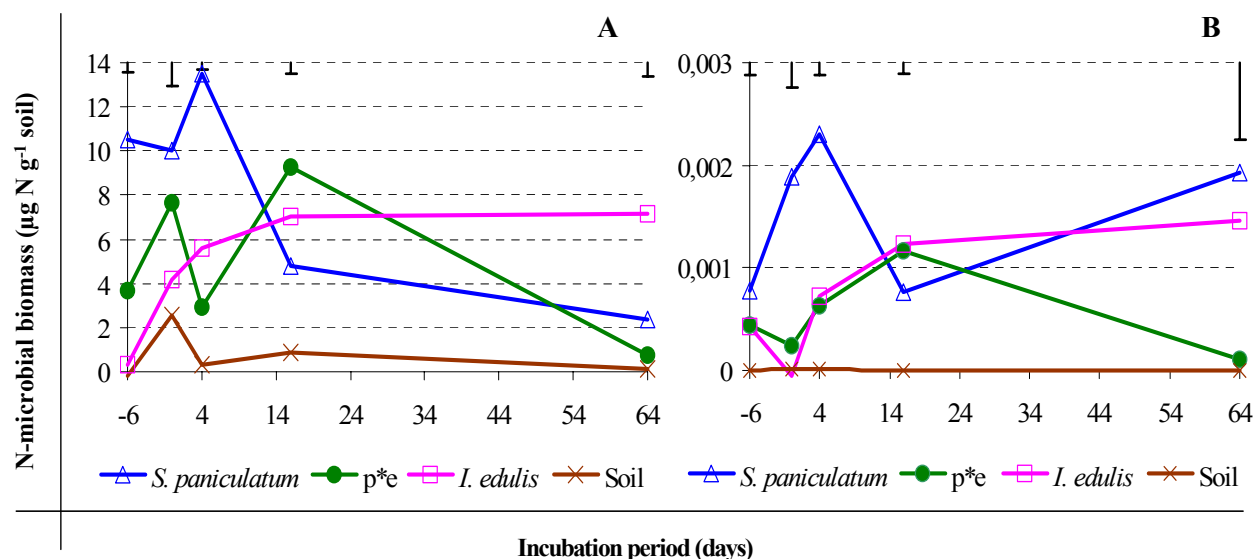 A
B
N-microbial biomass (µg N g⁻¹ soil)
14
12
10
8
6
4
2
0
-6 4 14 24 34 44 54 64
0,003
0,002
0,001
0
-6 4 14 24 34 44 54 64
S. paniculatum p*e I. edulis Soil
S. paniculatum p*e I. edulis Soil
Incubation period (days)